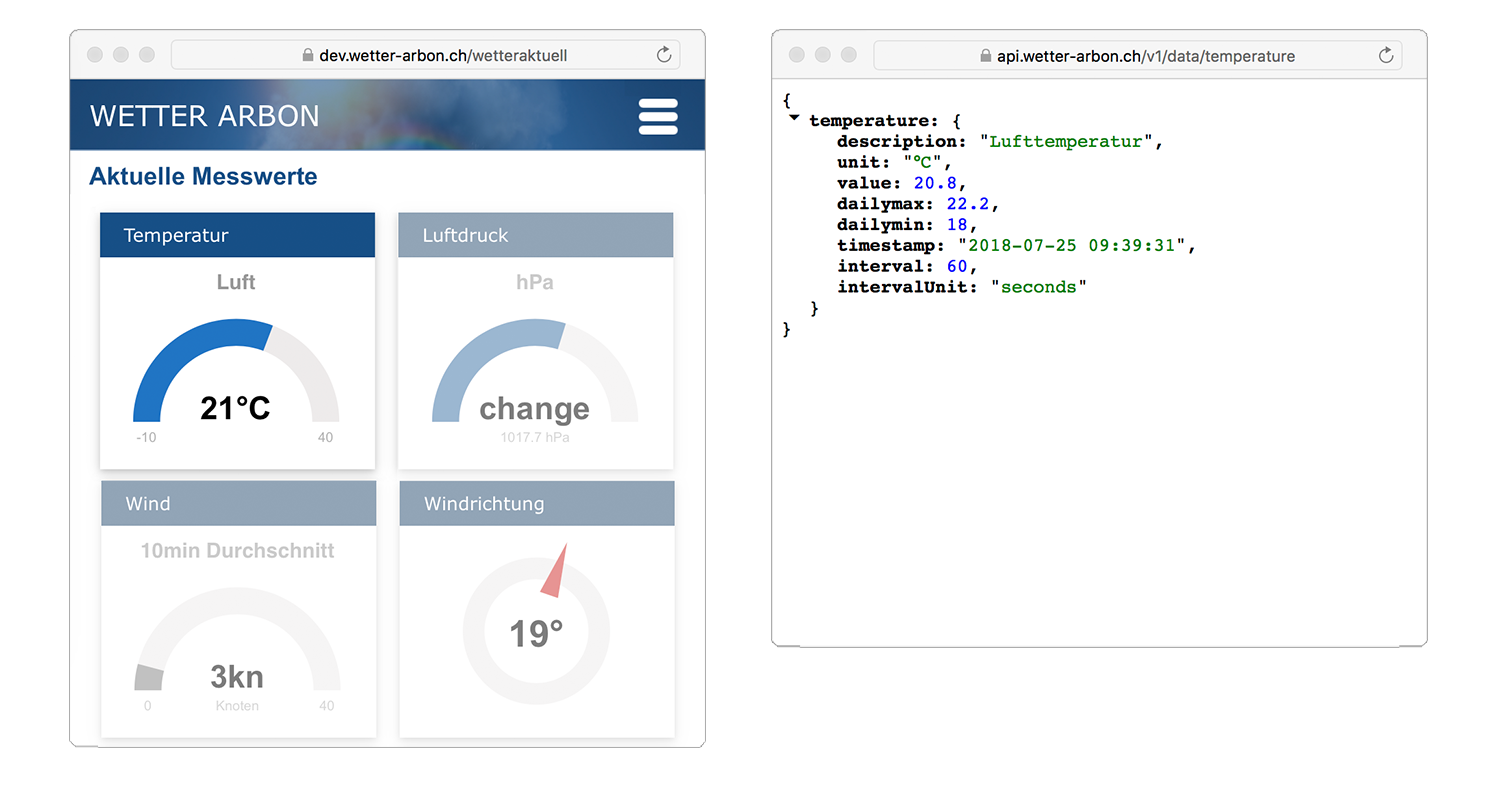 dev.wetter-arbon.ch/wetteraktuell
WETTER ARBON
Aktuelle Messwerte
Temperatur
Luft
21°C
-10
40
Luftdruck
hPa
change
1017.7 hPa
Wind
10min Durchschnitt
3kn
0
Knoten
40
Windrichtung
19°
api.wetter-arbon.ch/v1/data/temperature
{
temperature: {
description: "Lufttemperatur",
unit: "℃",
value: 20.8,
dailymax: 22.2,
dailymin: 18,
timestamp: "2018-07-25 09:39:31",
interval: 60,
intervalUnit: "seconds"
}
}